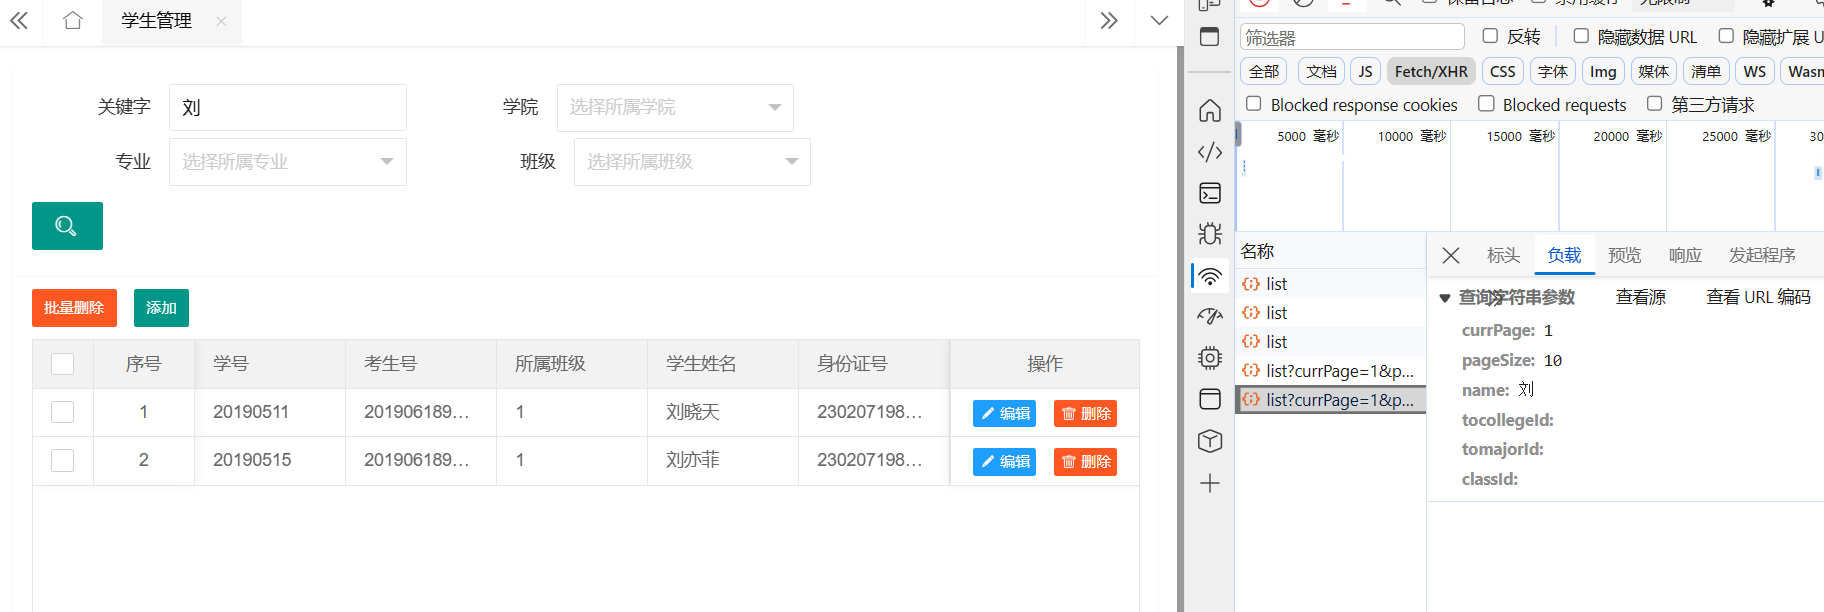 学生管理
关键字 刘 学院 选择所属学院
专业 选择所属专业 班级 选择所属班级
批量删除 添加
序号 学号 考生号 所属班级 学生姓名 身份证号 操作
1 20190511 201906189... 1 刘晓天 230207198... 编辑 删除
2 20190515 201906189... 1 刘亦菲 230207198... 编辑 删除
筛选器 反转 隐藏数据 URL 隐藏扩展 U
全部 文档 JS Fetch/XHR CSS 字体 Img 媒体 清单 WS Wasm
Blocked response cookies Blocked requests 第三方请求
5000 毫秒 10000 毫秒 15000 毫秒 20000 毫秒 25000 毫秒 30
名称
list
list
list
list?currPage=1&p...
list?currPage=1&p...
标头 负载 预览 响应 发起程序
查询字符串参数 查看源 查看 URL 编码
currPage: 1
pageSize: 10
name: 刘
tocollegeId:
tomajorId:
classId: